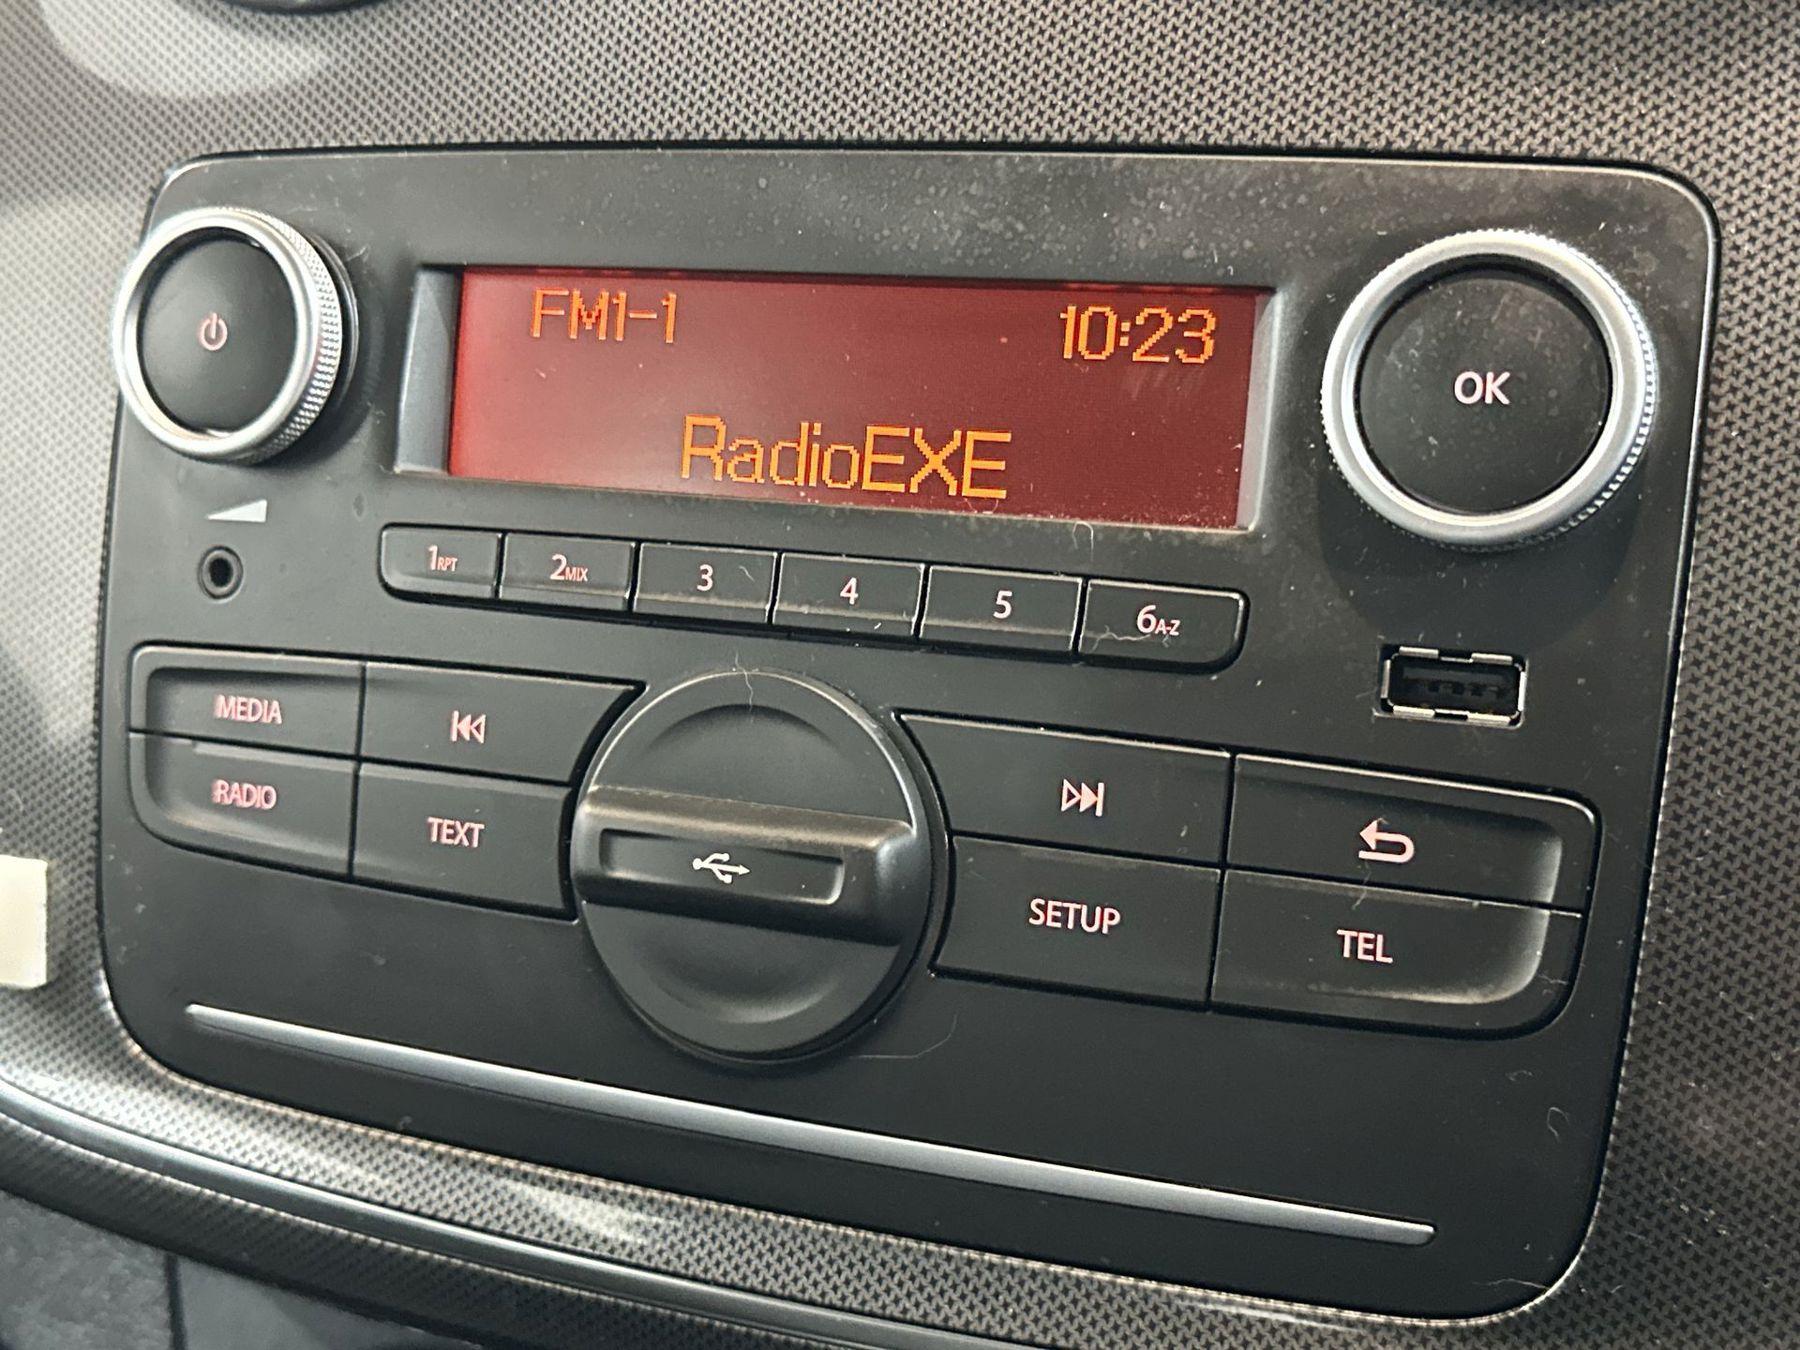 FM1-1 10:23
RadioEXE
OK
1RPT 2MIX 3 4 5 6A-Z
MEDIA
RADIO TEXT
SETUP TEL